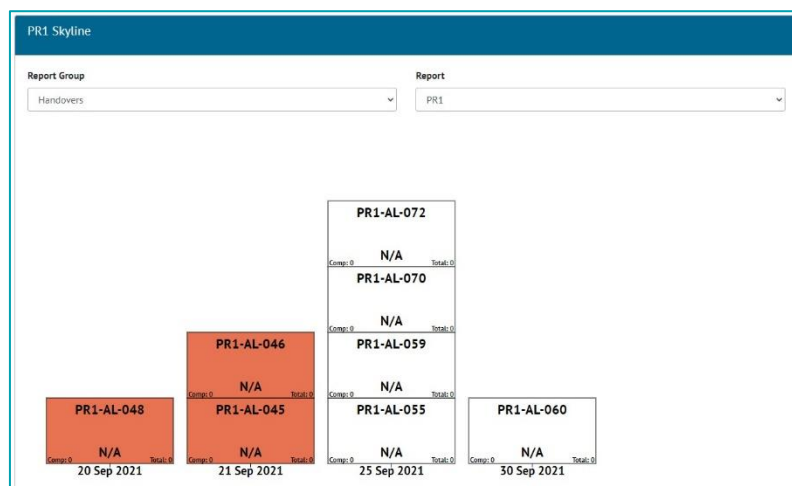 PR1 Skyline
Report Group
Report
Handovers
PR1
PR1-AL-072
N/A
Comp: 0 Total: 0
PR1-AL-070
N/A
Comp: 0 Total: 0
PR1-AL-046
PR1-AL-059
N/A
N/A
Comp: 0 Total: 0
Comp: 0 Total: 0
PR1-AL-048
PR1-AL-045
PR1-AL-055
PR1-AL-060
N/A
N/A
N/A
N/A
Comp: 0 Total: 0
Comp: 0 Total: 0
Comp: 0 Total: 0
Comp: 0 Total: 0
20 Sep 2021
21 Sep 2021
25 Sep 2021
30 Sep 2021